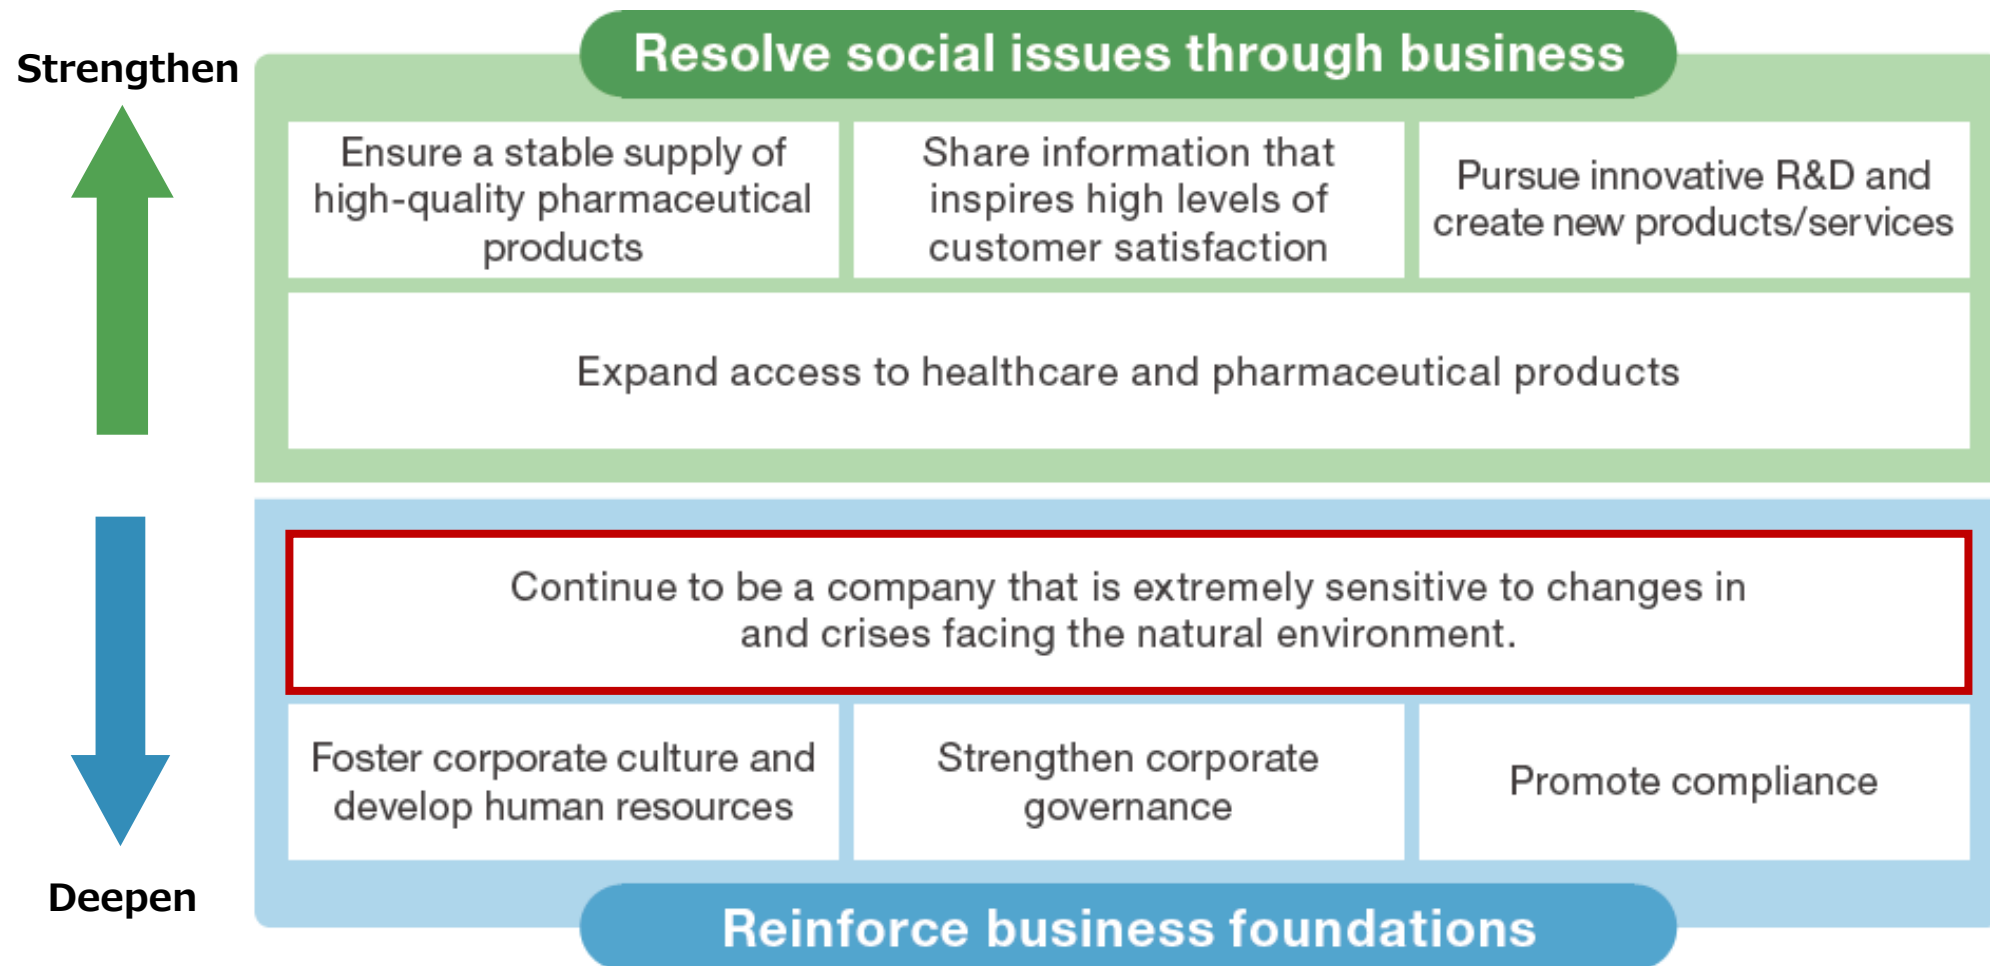 Strengthen
Resolve social issues through business
Ensure a stable supply of
high-quality pharmaceutical
products
Share information that
inspires high levels of
customer satisfaction
Pursue innovative R&D and
create new products/services
Expand access to healthcare and pharmaceutical products
Continue to be a company that is extremely sensitive to changes in
and crises facing the natural environment.
Foster corporate culture and
develop human resources
Strengthen corporate
governance
Promote compliance
Deepen
Reinforce business foundations